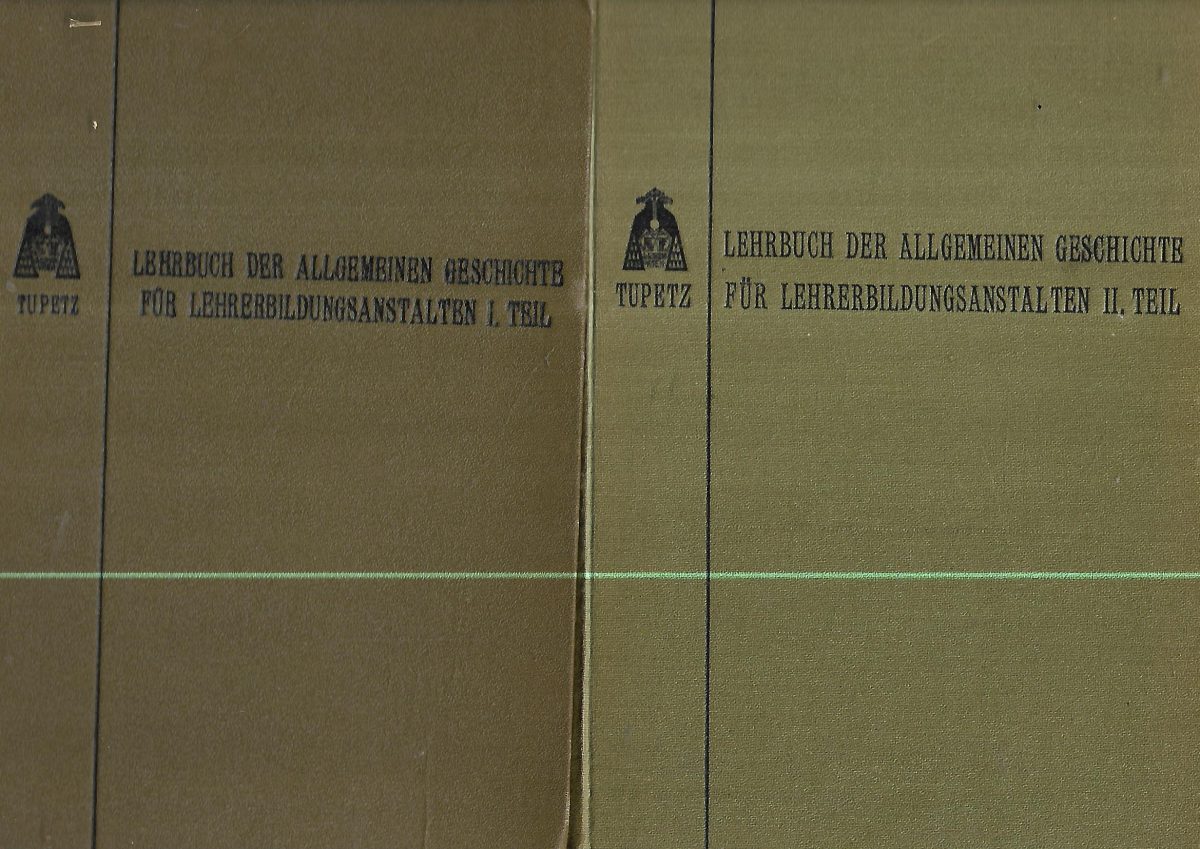 TUPETZ
LEHRBUCH DER ALLGEMEINEN GESCHICHTE
FÜR LEHRERBILDUNGSANSTALTEN I. TEIL
TUPETZ
LEHRBUCH DER ALLGEMEINEN GESCHICHTE
FÜR LEHRERBILDUNGSANSTALTEN II. TEIL